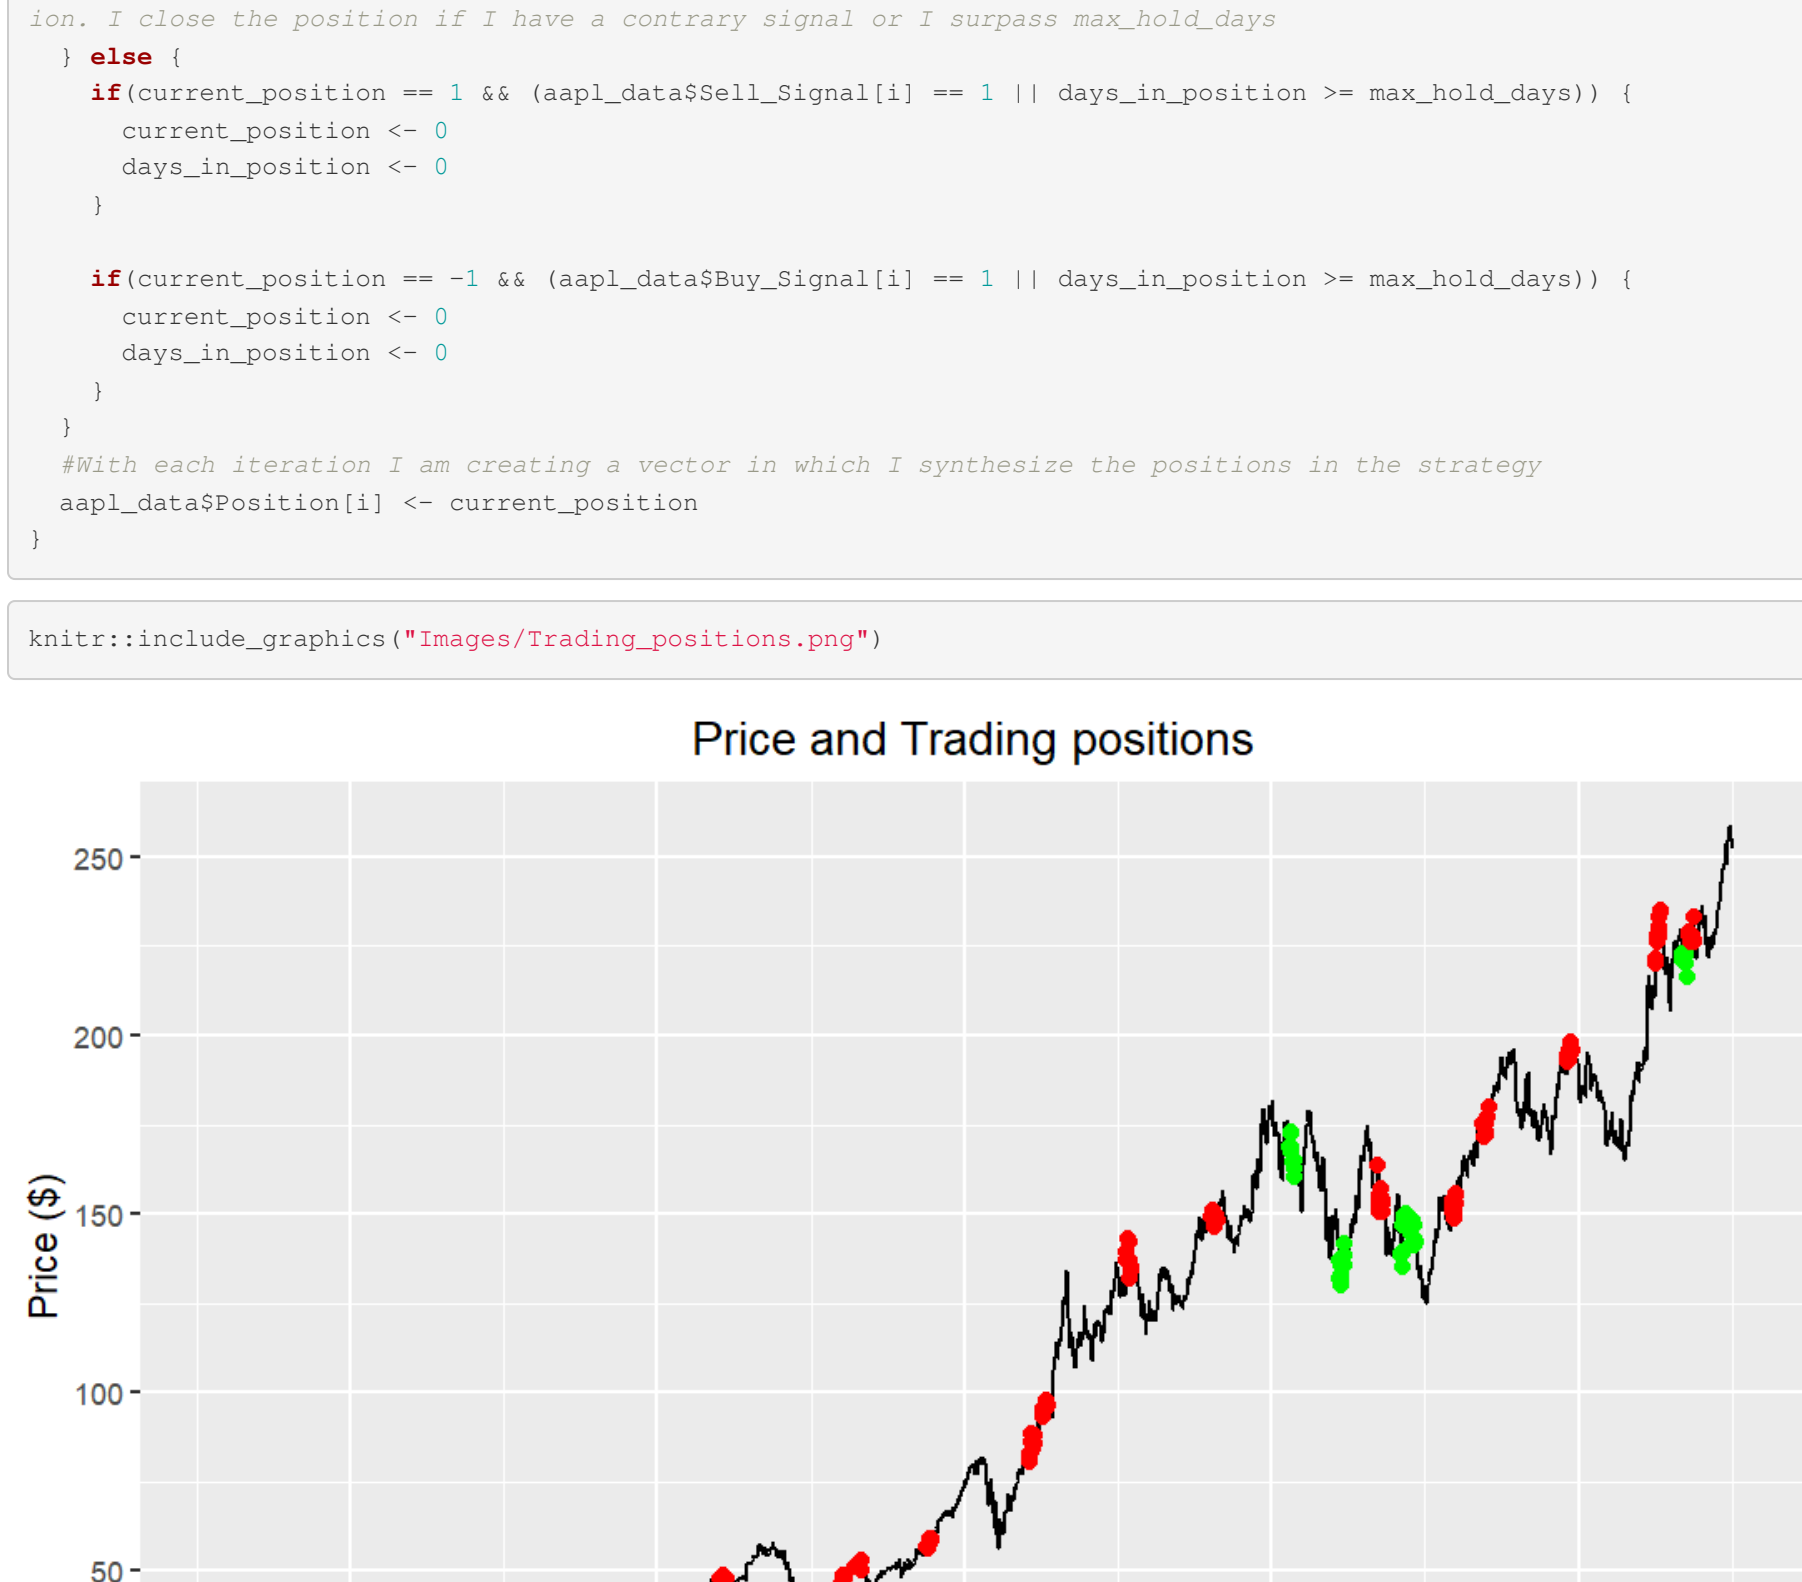 ion. I close the position if I have a contrary signal or I surpass max_hold_days
} else {
if(current_position == 1 && (aapl_data$Sell_Signal[i] == 1 || days_in_position >= max_hold_days)) {
current_position <- 0
days_in_position <- 0
}
if(current_position == -1 && (aapl_data$Buy_Signal[i] == 1 || days_in_position >= max_hold_days)) {
current_position <- 0
days_in_position <- 0
}
}
#With each iteration I am creating a vector in which I synthesize the positions in the strategy
aapl_data$Position[i] <- current_position
}
knitr::include_graphics("Images/Trading_positions.png")
Price and Trading positions
250
200
150
100
50
Price ($)